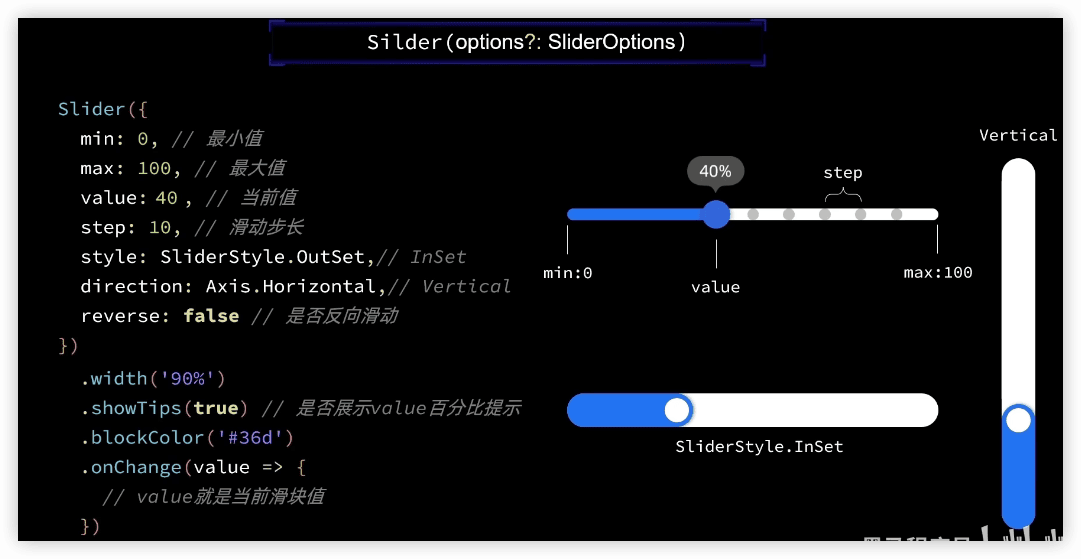 Silder(options?: SliderOptions)
Slider({
min: 0, // 最小值
max: 100, // 最大值
value: 40 , // 当前值
step: 10, // 滑动步长
style: SliderStyle.OutSet,// InSet
direction: Axis.Horizontal,// Vertical
reverse: false // 是否反向滑动
})
.width('90%')
.showTips(true) // 是否展示value百分比提示
.blockColor('#36d')
.onChange(value => {
// value就是当前滑块值
})
40%
step
min:0
value
max:100
SliderStyle.InSet
Vertical